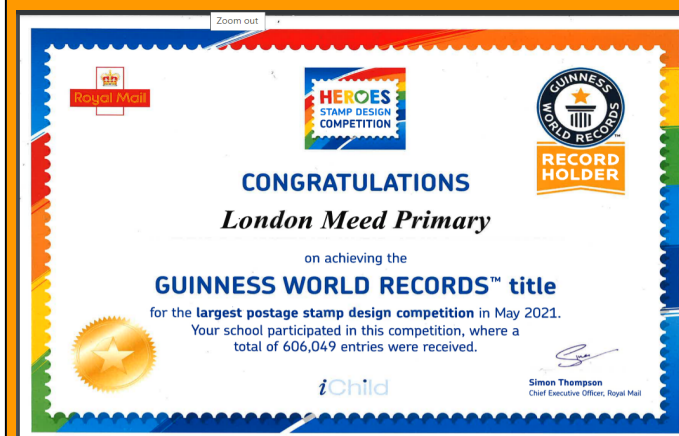 Zoom out
Royal Mail
HEROES
STAMP DESIGN
COMPETITION
GUINNESS
WORLD RECORDS™
RECORD
HOLDER
CONGRATULATIONS
London Meed Primary
on achieving the
GUINNESS WORLD RECORDS™ title
for the largest postage stamp design competition in May 2021.
Your school participated in this competition, where a
total of 606,049 entries were received.
iChild
Simon Thompson
Chief Executive Officer, Royal Mail